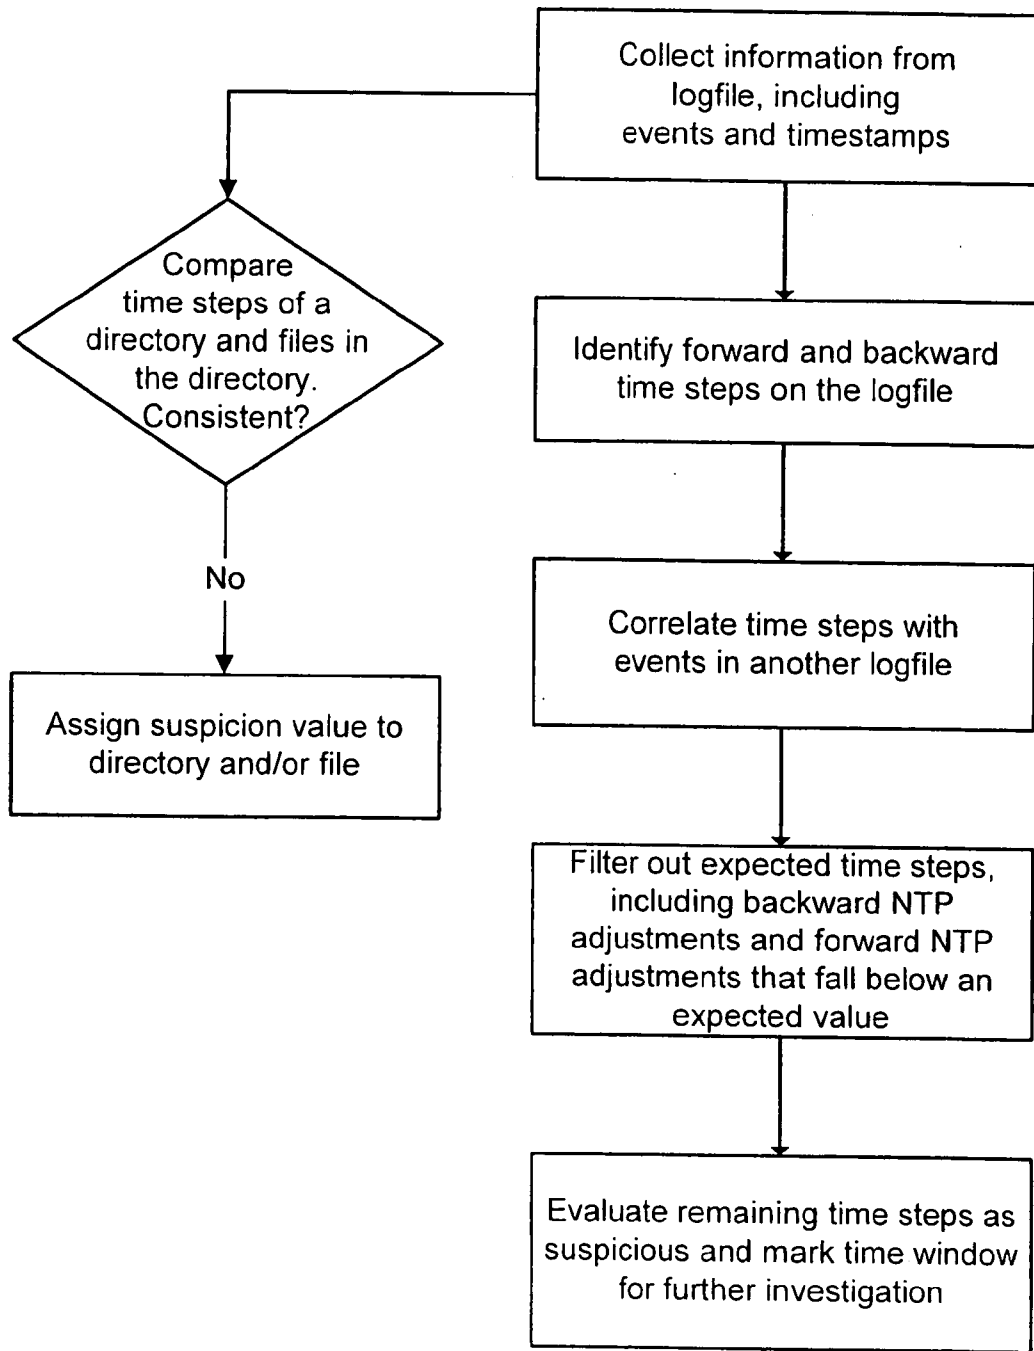 Collect information from
logfile, including
events and timestamps
Compare
time steps of a
directory and files in
the directory.
Consistent?
No
Assign suspicion value to
directory and/or file
Identify forward and backward
time steps on the logfile
Correlate time steps with
events in another logfile
Filter out expected time steps,
including backward NTP
adjustments and forward NTP
adjustments that fall below an
expected value
Evaluate remaining time steps as
suspicious and mark time window
for further investigation